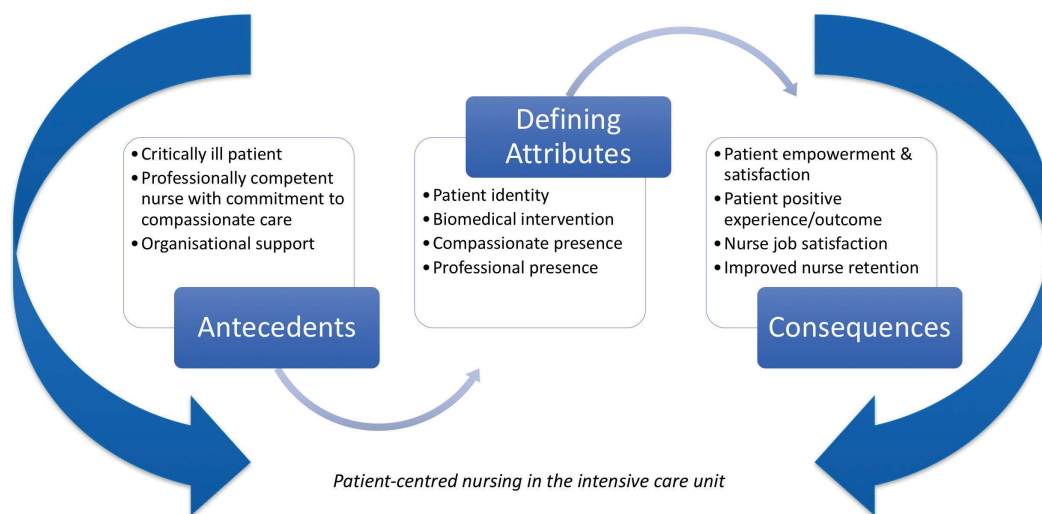 • Critically ill patient
• Professionally competent
nurse with commitment to
compassionate care
• Organisational support
Antecedents
Defining
Attributes
• Patient identity
• Biomedical intervention
• Compassionate presence
• Professional presence
• Patient empowerment &
satisfaction
• Patient positive
experience/outcome
• Nurse job satisfaction
• Improved nurse retention
Consequences
Patient-centred nursing in the intensive care unit